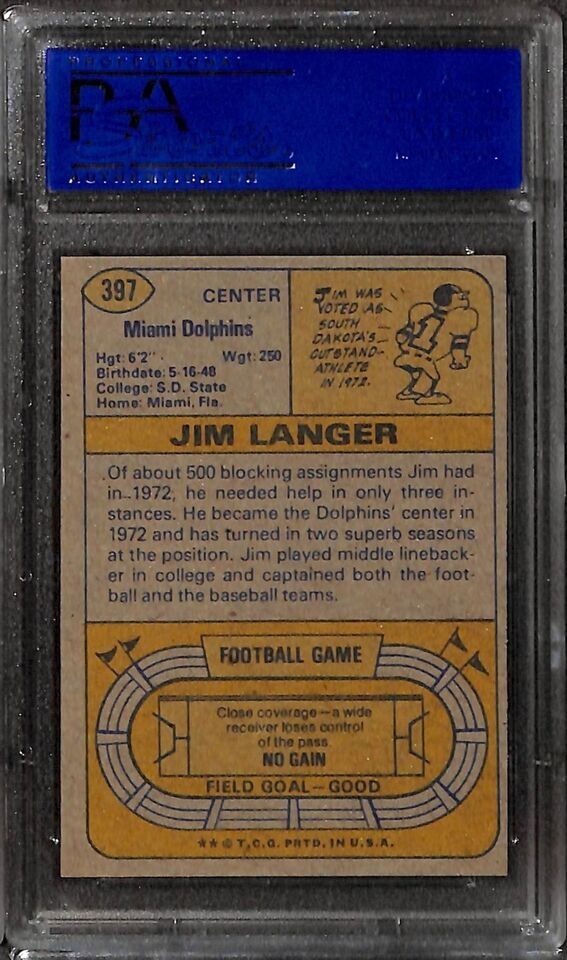 PROFESSIONAL
PSA
Sports
AUTHENTICATOR
397
CENTER
Miami Dolphins
Hgt: 6'2"
Wgt: 250
Birthdate: 5-16-48
College: S.D. State
Home: Miami, Fla.
JIM WAS
VOTED AS
SOUTH
DAKOTA'S
OUTSTAND-
ATHLETE
IN 1972.
JIM LANGER
Of about 500 blocking assignments Jim had
in 1972, he needed help in only three in-
stances. He became the Dolphins' center in
1972 and has turned in two superb seasons
at the position. Jim played middle lineback-
er in college and captained both the foot-
ball and the baseball teams.
FOOTBALL GAME
Close coverage—a wide
receiver loses control
of the pass.
NO GAIN
FIELD GOAL—GOOD
★★ © T.C.G. PRTD. IN U.S.A.